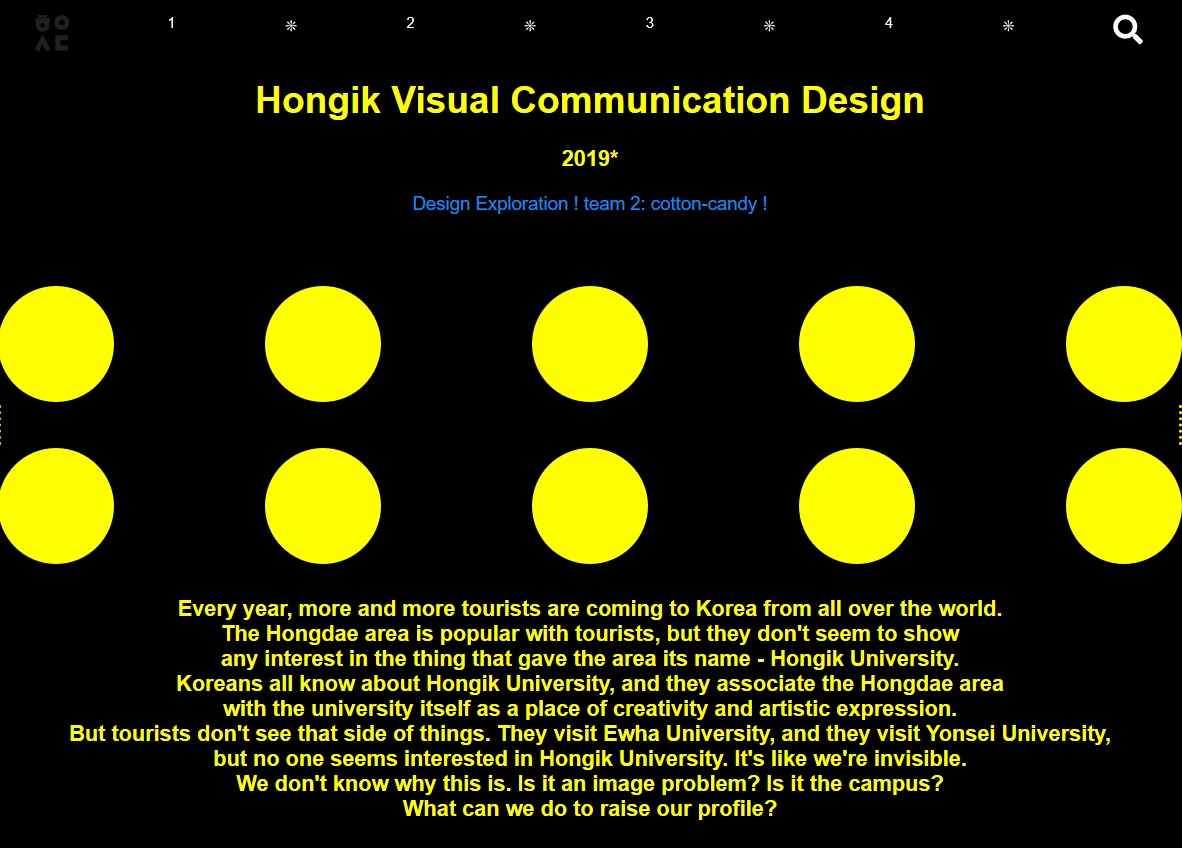 1 ❊ 2 ❊ 3 ❊ 4 ❊
Hongik Visual Communication Design
2019*
Design Exploration ! team 2: cotton-candy !
Every year, more and more tourists are coming to Korea from all over the world.
The Hongdae area is popular with tourists, but they don't seem to show
any interest in the thing that gave the area its name - Hongik University.
Koreans all know about Hongik University, and they associate the Hongdae area
with the university itself as a place of creativity and artistic expression.
But tourists don't see that side of things. They visit Ewha University, and they visit Yonsei University,
but no one seems interested in Hongik University. It's like we're invisible.
We don't know why this is. Is it an image problem? Is it the campus?
What can we do to raise our profile?